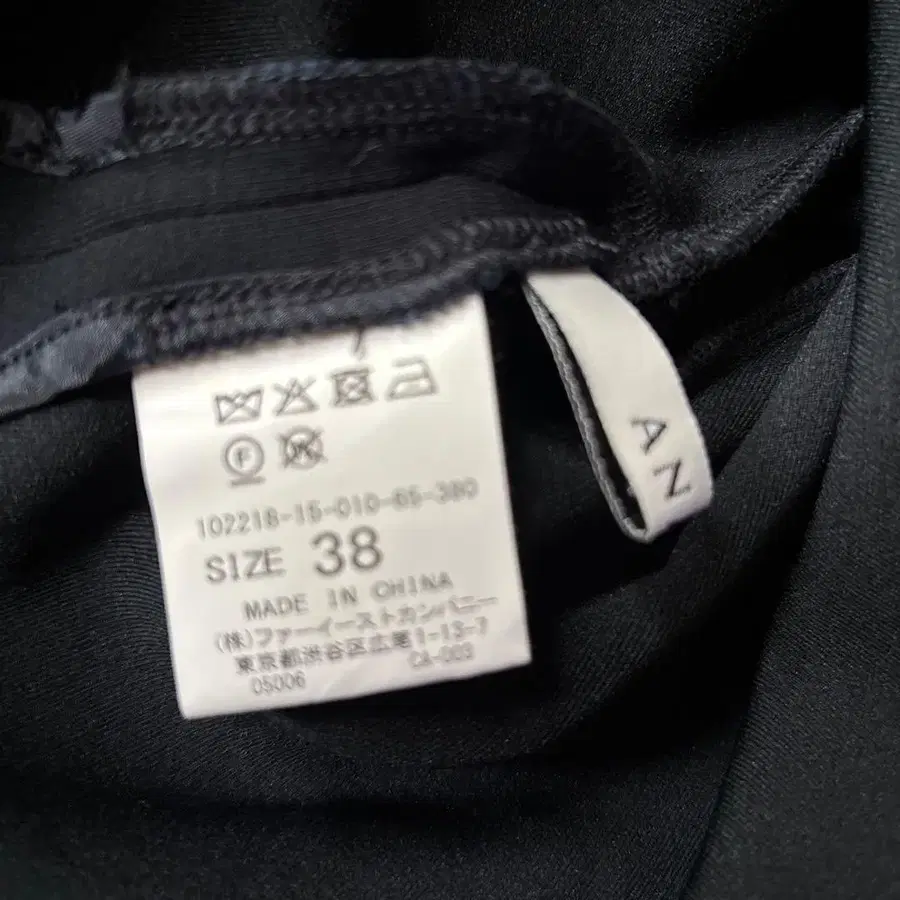 F
102218-15-010-65-380
SIZE 38
MADE IN CHINA
(株)ファーイーストカンパニー
東京都渋谷区広尾1-13-7
05006 CA-003
AN